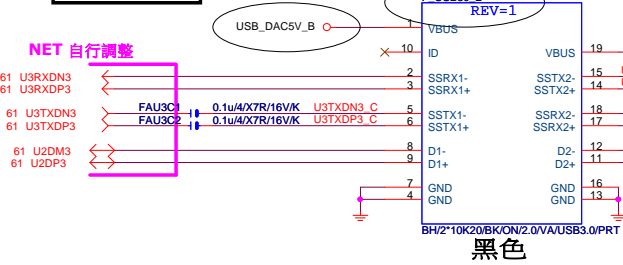 REV=1
USB_DAC5V_B
1 VBUS
NET 自行調整
10 ID VBUS 19
61 U3RXDN3 2 SSRX1- SSTX2- 15
61 U3RXDP3 3 SSRX1+ SSTX2+ 14
61 U3TXDN3 FAU3C1 0.1u/4/X7R/16V/K U3TXDN3_C 5 SSTX1- SSRX2- 18
61 U3TXDP3 FAU3C2 0.1u/4/X7R/16V/K U3TXDP3_C 6 SSTX1+ SSRX2+ 17
61 U2DM3 8 D1- D2- 12
61 U2DP3 9 D1+ D2+ 11
7 GND GND 16
4 GND GND 13
BH/2*10K20/BK/ON/2.0/VA/USB3.0/PRT
黑色